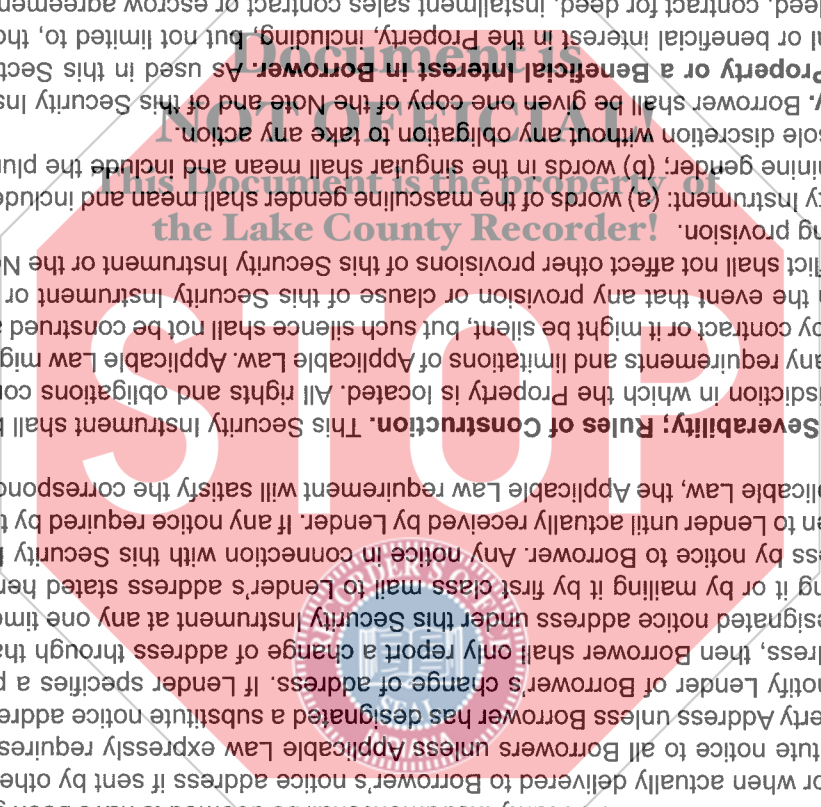 Document is
NOT OFFICIAL!
This Document is the property of
the Lake County Recorder!
STOP
RECORDER'S OFFICE
SEAL
INDIANA
or when actually delivered to Borrower's notice address if sent by othe
tute notice to all Borrowers unless Applicable Law expressly requires
erty Address unless Borrower has designated a substitute notice addre
notify Lender of Borrower's change of address. If Lender specifies a p
dress, then Borrower shall only report a change of address through tha
esignated notice address under this Security Instrument at any one time
ng it or by mailing it by first class mail to Lender's address stated her
ess by notice to Borrower. Any notice in connection with this Security I
en to Lender until actually received by Lender. If any notice required by t
plicable Law, the Applicable Law requirement will satisfy the correspond
Severability; Rules of Construction. This Security Instrument shall b
isdiction in which the Property is located. All rights and obligations co
any requirements and limitations of Applicable Law. Applicable Law mig
by contract or it might be silent, but such silence shall not be construed a
n the event that any provision or clause of this Security Instrument or
flict shall not affect other provisions of this Security Instrument or the N
ng provision.
ty Instrument: (a) words of the masculine gender shall mean and include
inine gender; (b) words in the singular shall mean and include the plur
sole discretion without any obligation to take any action.
y. Borrower shall be given one copy of the Note and of this Security Ins
Property or a Beneficial Interest in Borrower. As used in this Sect
al or beneficial interest in the Property, including, but not limited to, tho
eed, contract for deed, installment sales contract or escrow agreemen